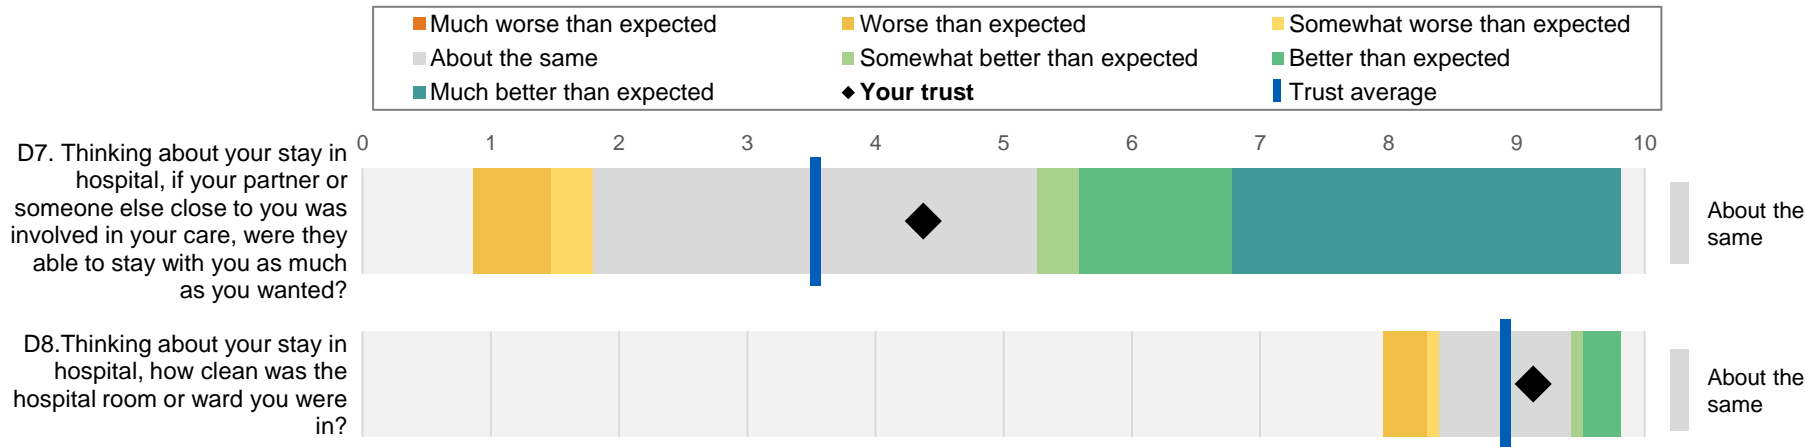 Much worse than expected
Worse than expected
Somewhat worse than expected
About the same
Somewhat better than expected
Better than expected
Much better than expected
Your trust
Trust average
0 1 2 3 4 5 6 7 8 9 10
D7. Thinking about your stay in
hospital, if your partner or
someone else close to you was
involved in your care, were they
able to stay with you as much
as you wanted?
About the
same
D8.Thinking about your stay in
hospital, how clean was the
hospital room or ward you were
in?
About the
same